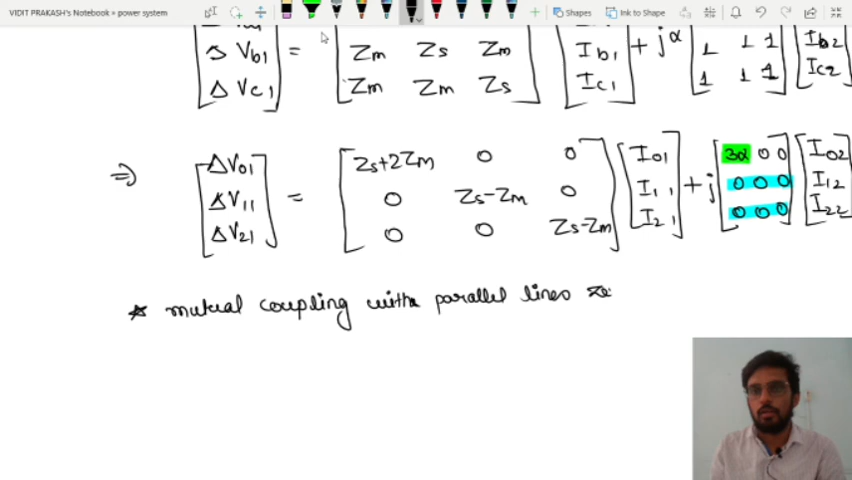 VIDIT PRAKASH's Notebook » power system
Shapes Ink to Shape
Δ Vb1 = Zm Zs Zm Ib1 + jα 1 1 1 Ib2
Δ Vc1 Zm Zm Zs Ic1 1 1 1 Ic2
ΔV01 Zs+2Zm 0 0 I01 3α 0 0 I02
⇒ ΔV11 = 0 Zs-Zm 0 I11 + j 0 0 0 I12
ΔV21 0 0 Zs-Zm I21 0 0 0 I22
* mutual coupling with parallel lines